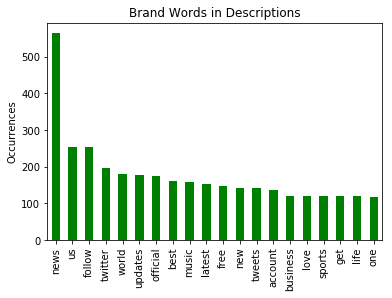 Brand Words in Descriptions
Occurrences
500
400
300
200
100
0
news
us
follow
twitter
world
updates
official
best
music
latest
free
new
tweets
account
business
love
sports
get
life
one